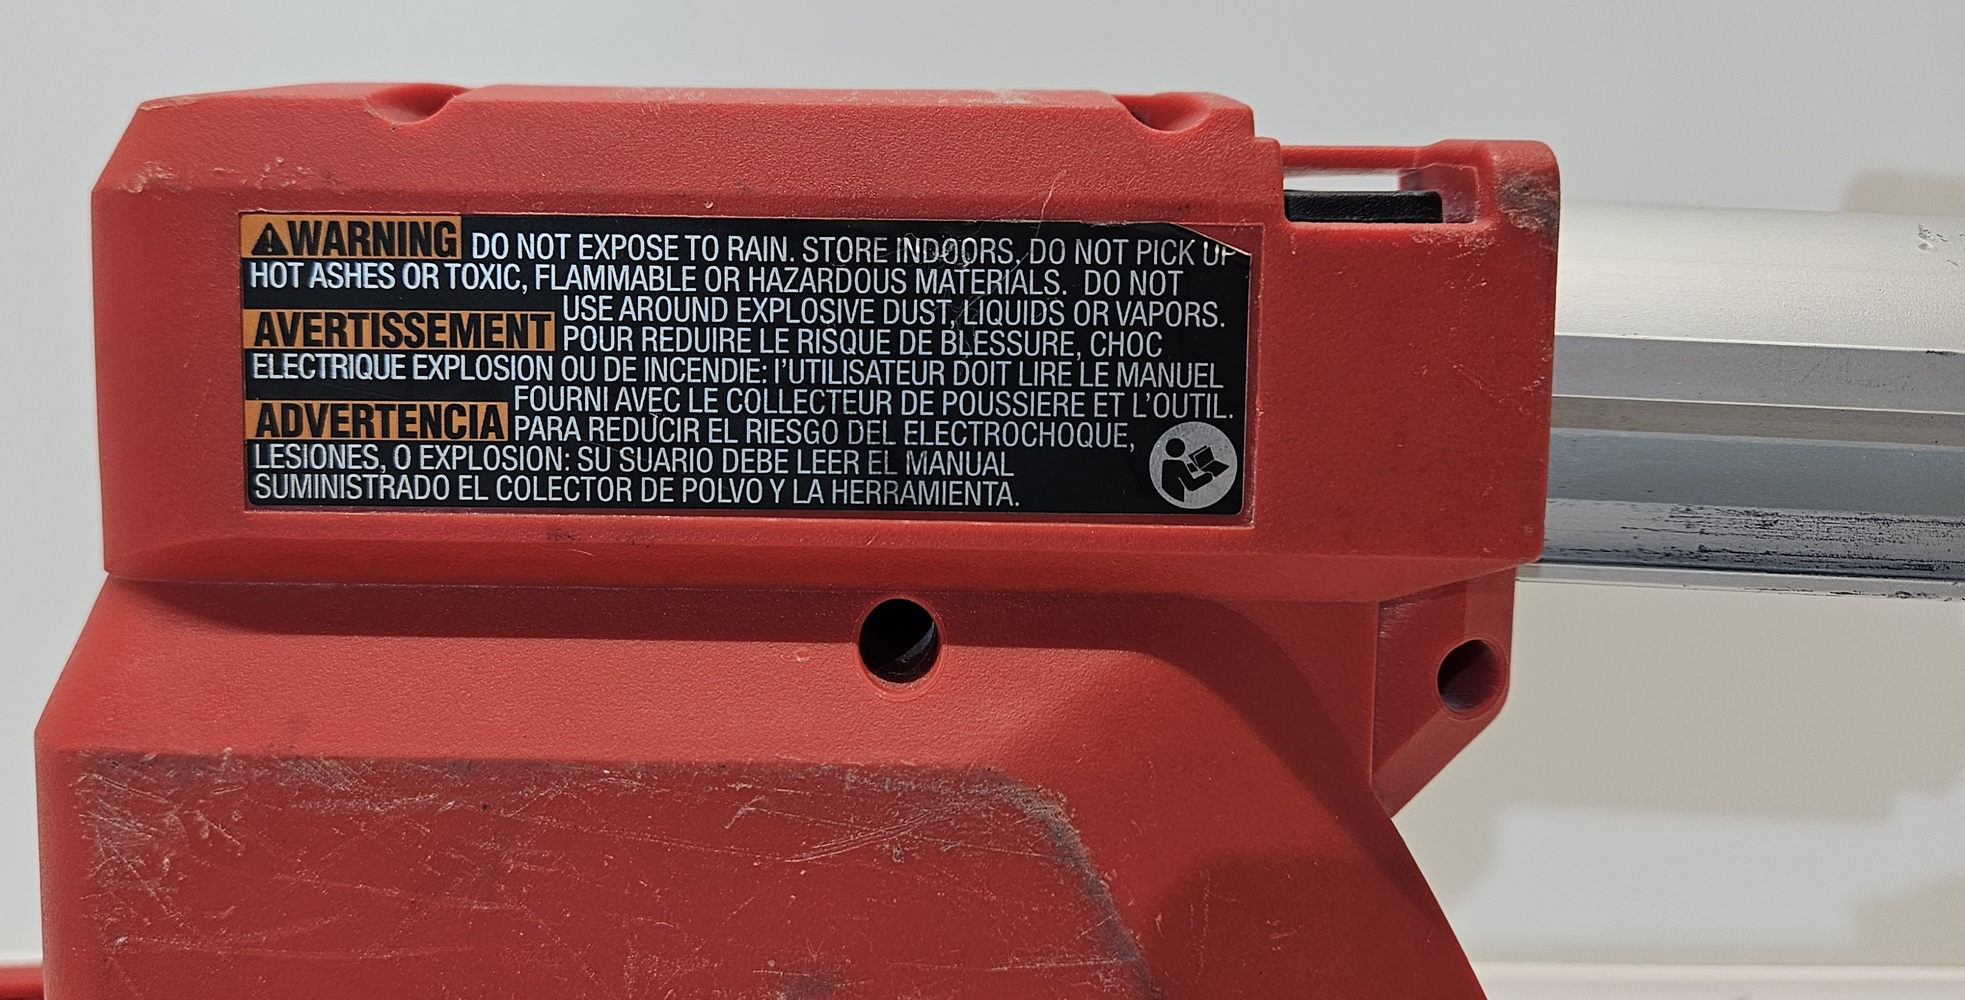 ⚠WARNING DO NOT EXPOSE TO RAIN. STORE INDOORS. DO NOT PICK UP
HOT ASHES OR TOXIC, FLAMMABLE OR HAZARDOUS MATERIALS. DO NOT
USE AROUND EXPLOSIVE DUST, LIQUIDS OR VAPORS.
AVERTISSEMENT POUR REDUIRE LE RISQUE DE BLESSURE, CHOC
ELECTRIQUE EXPLOSION OU DE INCENDIE: l'UTILISATEUR DOIT LIRE LE MANUEL
FOURNI AVEC LE COLLECTEUR DE POUSSIERE ET L'OUTIL.
ADVERTENCIA PARA REDUCIR EL RIESGO DEL ELECTROCHOQUE,
LESIONES, O EXPLOSION: SU SUARIO DEBE LEER EL MANUAL
SUMINISTRADO EL COLECTOR DE POLVO Y LA HERRAMIENTA.